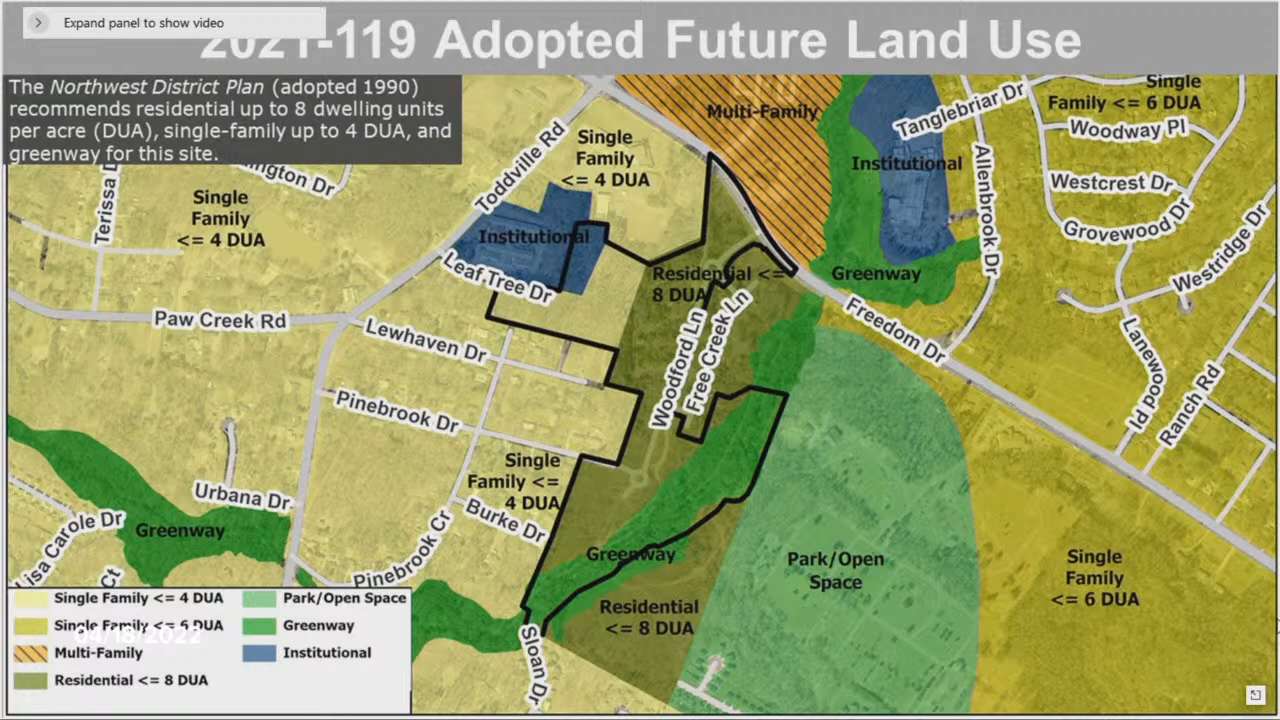 Expand panel to show video
2021-119 Adopted Future Land Use
The Northwest District Plan (adopted 1990)
recommends residential up to 8 dwelling units
per acre (DUA), single-family up to 4 DUA, and
greenway for this site.
Multi-Family
Single
Family <= 6 DUA
Tanglebriar Dr
Woodway Pl
Toddville Rd
Single
Family
<= 4 DUA
Institutional
Allenbrook Dr
Westcrest Dr
Grovewood Dr
Westridge Dr
Single
Family
<= 4 DUA
Institutional
Leaf Tree Dr
Residential <=
8 DUA
Greenway
Woodford Ln
Free Creek Ln
Freedom Dr
Paw Creek Rd
Lewhaven Dr
Pinebrook Dr
Ranch Rd
Single
Family <=
4 DUA
Urbana Dr
Burke Dr
Greenway
Pinebrook Cr
Greenway
Park/Open
Space
Single
Family
<= 6 DUA
Residential
<= 8 DUA
Sloan Dr
Ct
Single Family <= 4 DUA
Park/Open Space
Single Family <= 6 DUA
Greenway
04/18/2022
Multi-Family
Institutional
Residential <= 8 DUA